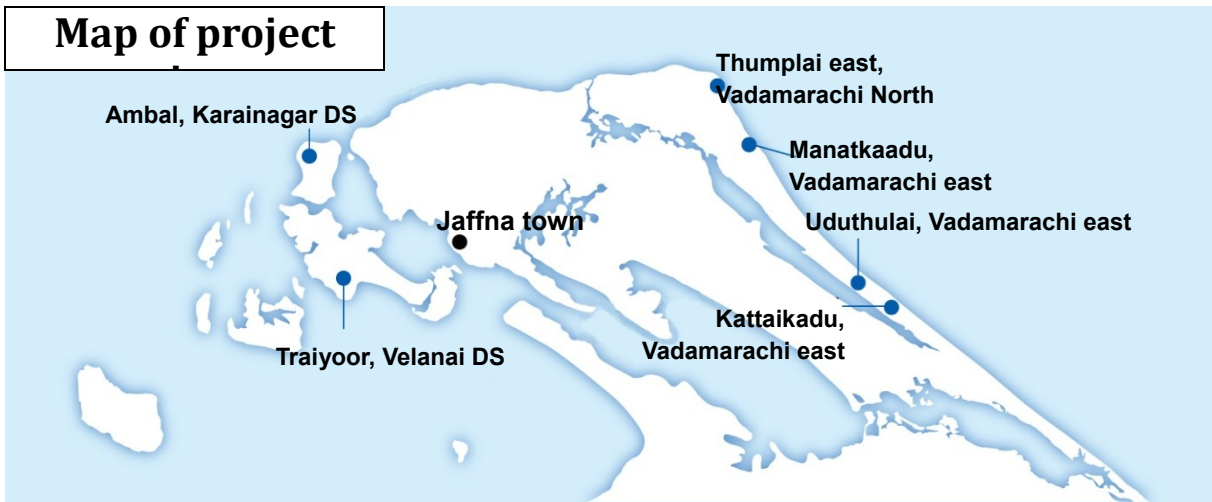 Map of project
Thumplai east,
Vadamarachi North
Ambal, Karainagar DS
Manatkaadu,
Vadamarachi east
Jaffna town
Uduthulai, Vadamarachi east
Kattaikadu,
Vadamarachi east
Traiyoor, Velanai DS